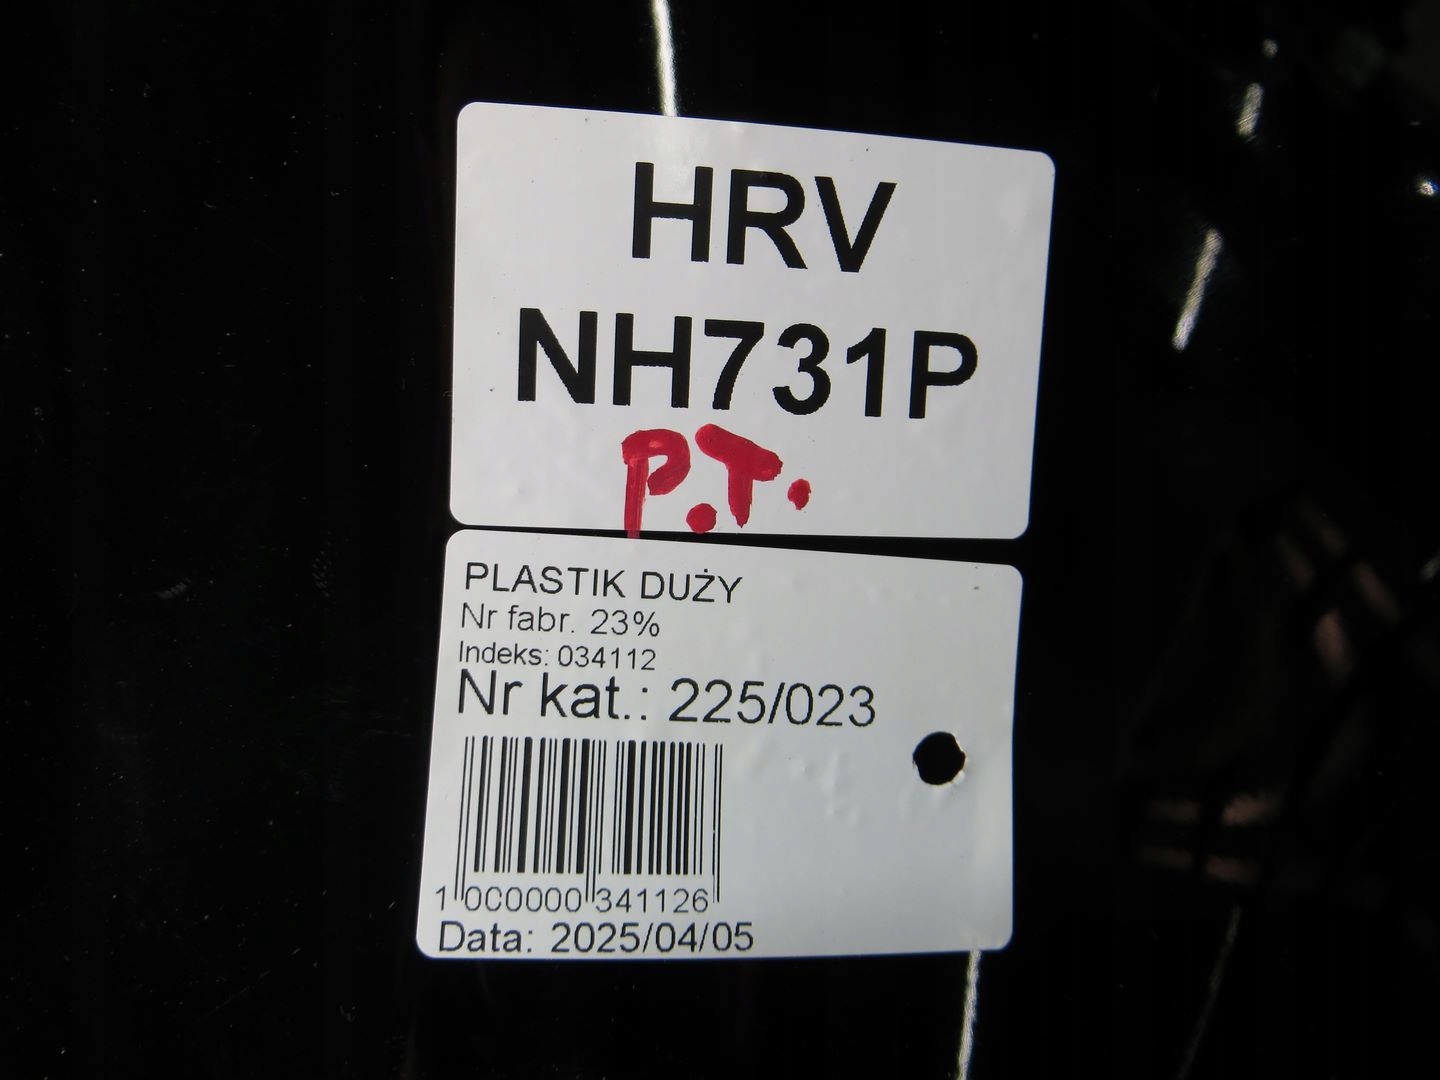 HRV
NH731P
P.T.
PLASTIK DUŻY
Nr fabr. 23%
Indeks: 034112
Nr kat.: 225/023
1 000000 341126
Data: 2025/04/05